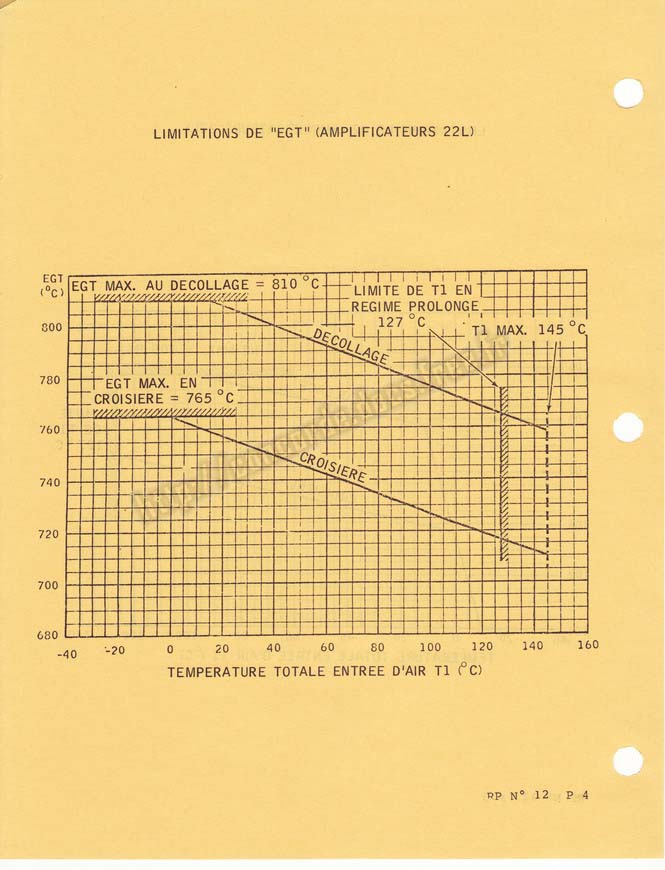 LIMITATIONS DE "EGT" (AMPLIFICATEURS 22L)
EGT
(°C)
EGT MAX. AU DECOLLAGE = 810 °C
LIMITE DE T1 EN
REGIME PROLONGE
127 °C
T1 MAX. 145 °C
800
DECOLLAGE
780
EGT MAX. EN
CROISIERE = 765 °C
760
740
CROISIERE
720
700
680
-40 -20 0 20 40 60 80 100 120 140 160
TEMPERATURE TOTALE ENTREE D'AIR T1 (°C)
RP N° 12 P 4